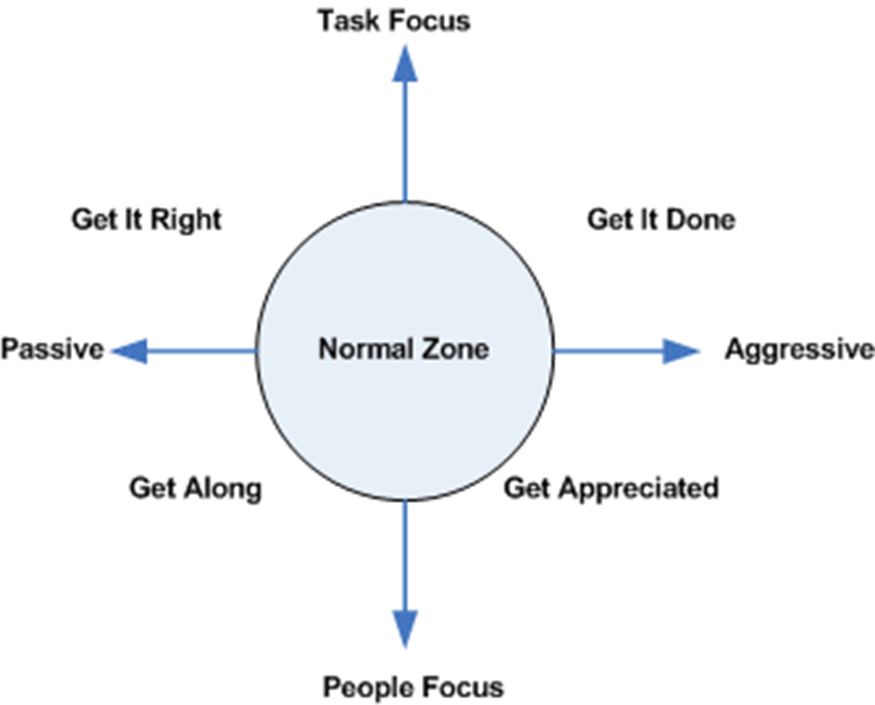 Task Focus
Get It Right
Get It Done
Passive
Normal Zone
Aggressive
Get Along
Get Appreciated
People Focus